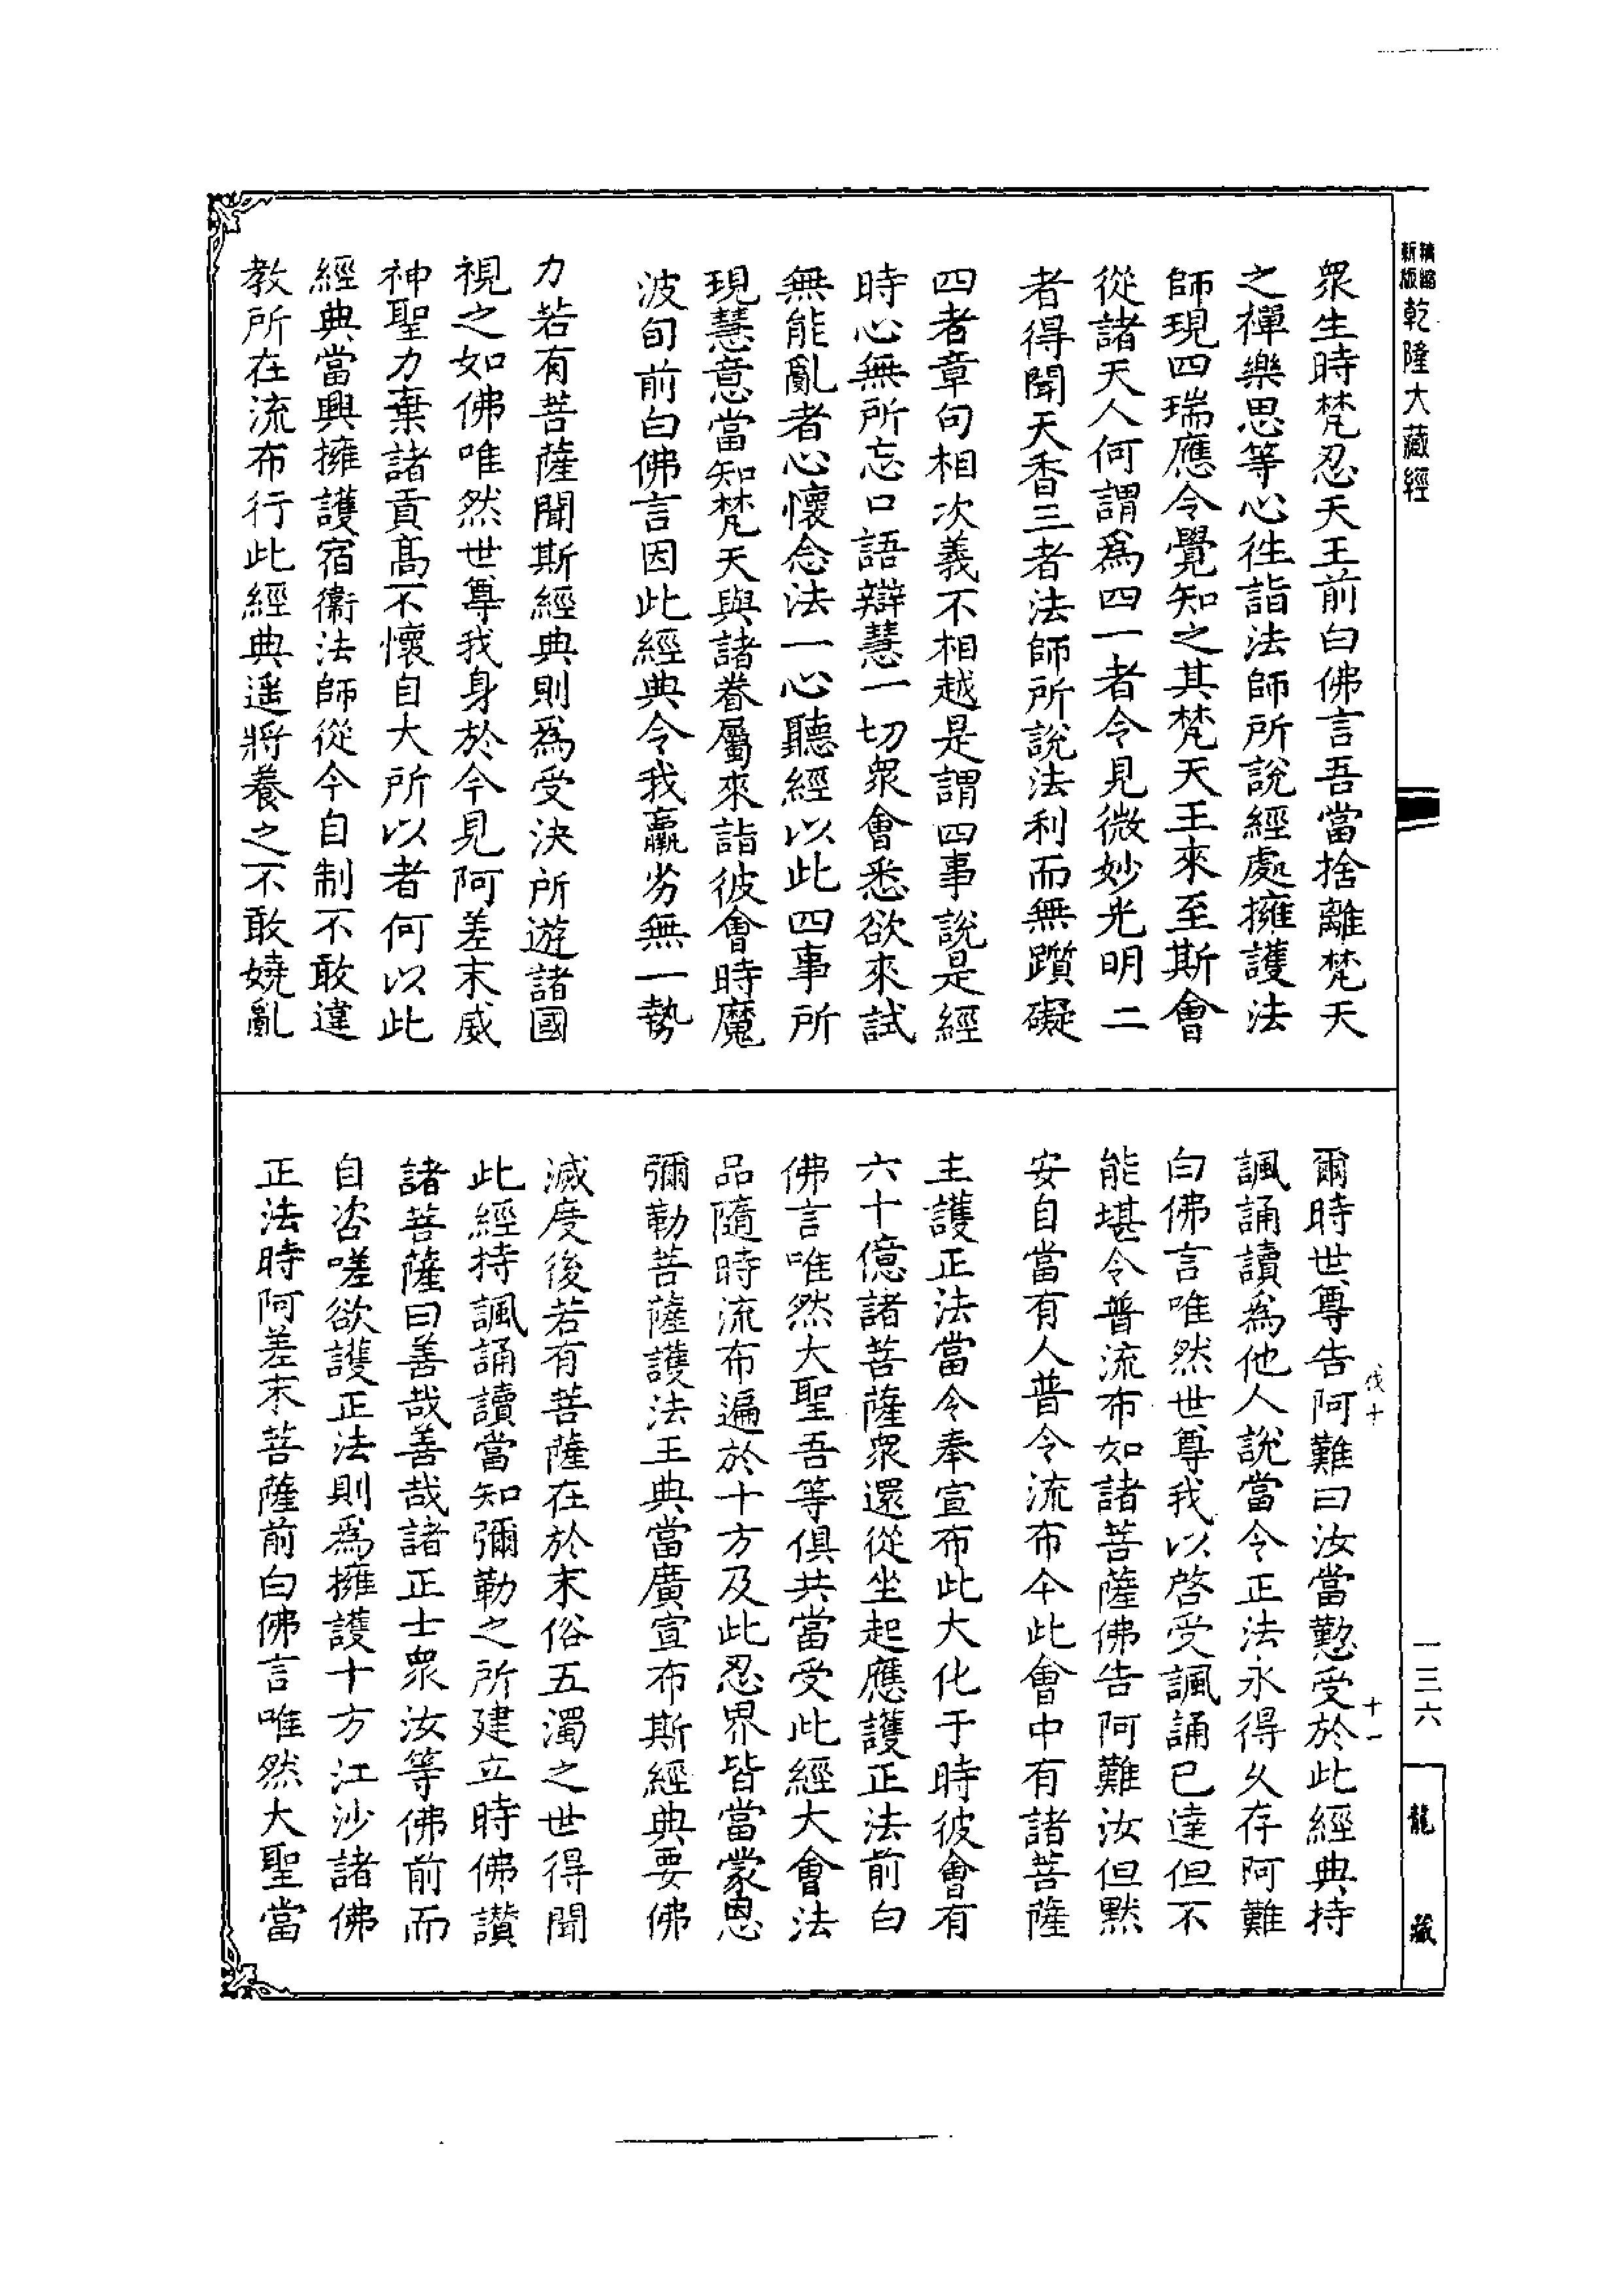 精縮
新版
乾隆大藏經
眾生時梵忍天王前白佛言吾當捨離梵天
之禪樂思等心往詣法師所說經處擁護法
師現四瑞應令覺知之其梵天王來至斯會
從諸天人何謂為四一者令見微妙光明二
者得聞天香三者法師所說法利而無躓礙
四者章句相次義不相越是謂四事說是經
時心無所忘口語辯慧一切眾會悉欲來試
無能亂者心懷念法一心聽經以此四事所
現慧意當知梵天與諸眷屬來詣彼會時魔
波旬前白佛言因此經典令我羸劣無一勢
力若有菩薩聞斯經典則為受決所遊諸國
視之如佛唯然世尊我身於今見阿差末威
神聖力棄諸貢高不懷自大所以者何以此
經典當興擁護宿衛法師從今自制不敢違
教所在流布行此經典遥將養之不敢嬈亂
爾時世尊告阿難曰汝當懃受於此經典持
諷誦讀為他人說當令正法永得久存阿難
白佛言唯然世尊我以啓受諷誦已達但不
能堪令普流布如諸菩薩佛告阿難汝但默
安自當有人普令流布今此會中有諸菩薩
主護正法當令奉宣布此大化于時彼會有
六十億諸菩薩眾還從坐起應護正法前白
佛言唯然大聖吾等俱共當受此經大會法
品隨時流布遍於十方及此忍界皆當蒙恩
彌勒菩薩護法王典當廣宣布斯經典要佛
滅度後若有菩薩在於末俗五濁之世得聞
此經持諷誦讀當知彌勒之所建立時佛讚
諸菩薩曰善哉善哉諸正士眾汝等佛前而
自咨嗟欲護正法則為擁護十方江沙諸佛
正法時阿差末菩薩前白佛言唯然大聖當
伐十
十一
一三六
龍藏